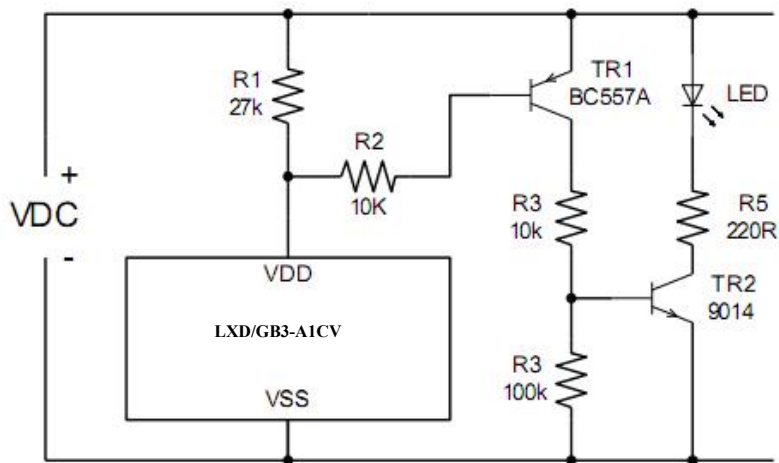 R1
27k
R2
10K
TR1
BC557A
LED
+
VDC
-
R3
10k
R5
220R
VDD
LXD/GB3-A1CV
VSS
TR2
9014
R3
100k